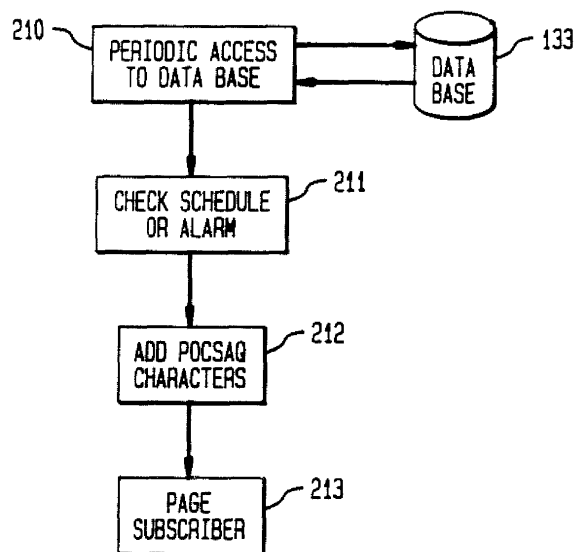 210
PERIODIC ACCESS
TO DATA BASE
DATA
BASE
133
CHECK SCHEDULE
OR ALARM
211
ADD POCSAQ
CHARACTERS
212
PAGE
SUBSCRIBER
213